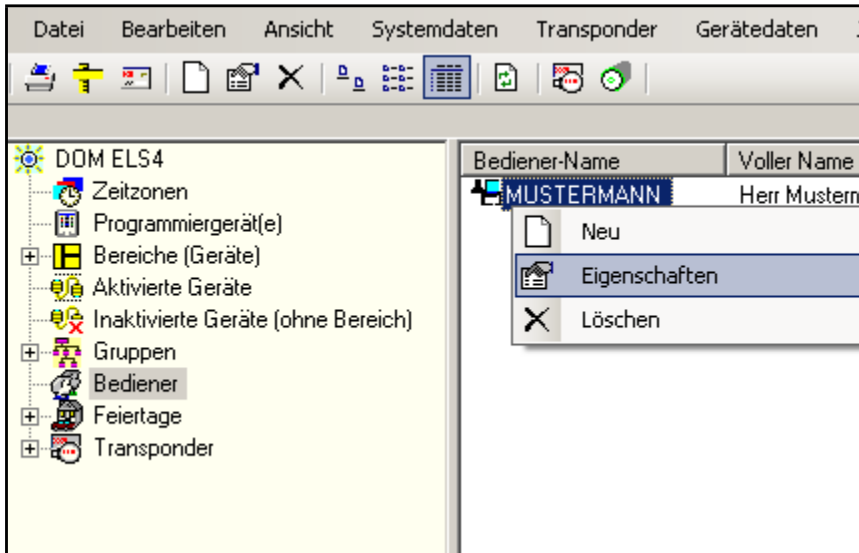 Datei Bearbeiten Ansicht Systemdaten Transponder Gerätedaten
DOM ELS4
Zeitzonen
Programmiergerät(e)
Bereiche (Geräte)
Aktivierte Geräte
Inaktivierte Geräte (ohne Bereich)
Gruppen
Bediener
Feiertage
Transponder
Bediener-Name Voller Name
MUSTERMANN Herr Mustern
Neu
Eigenschaften
Löschen